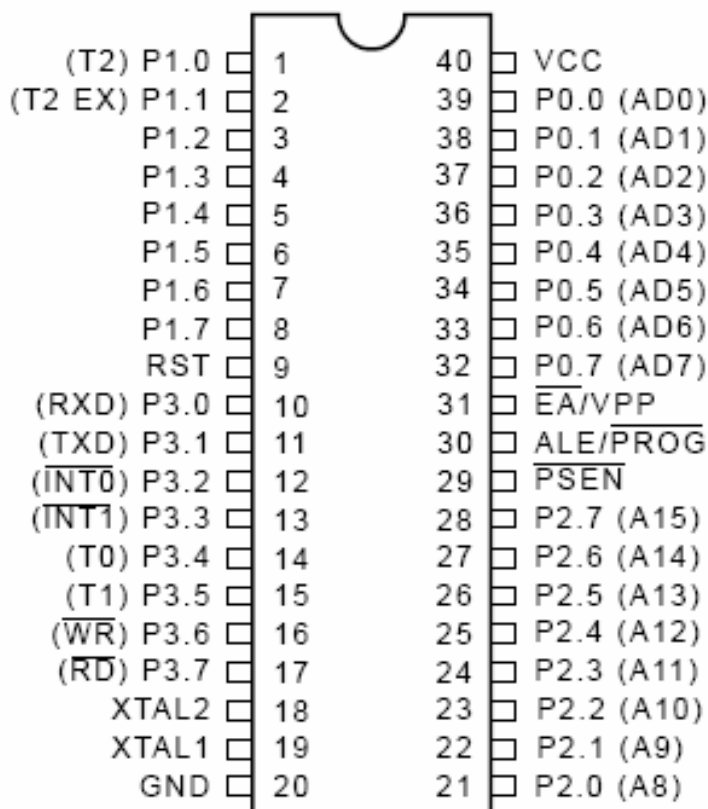 (T2) P1.0 1 40 VCC
(T2 EX) P1.1 2 39 P0.0 (AD0)
P1.2 3 38 P0.1 (AD1)
P1.3 4 37 P0.2 (AD2)
P1.4 5 36 P0.3 (AD3)
P1.5 6 35 P0.4 (AD4)
P1.6 7 34 P0.5 (AD5)
P1.7 8 33 P0.6 (AD6)
RST 9 32 P0.7 (AD7)
(RXD) P3.0 10 31 E̅A̅/VPP
(TXD) P3.1 11 30 ALE/P̅R̅O̅G̅
(I̅N̅T̅0̅) P3.2 12 29 P̅S̅E̅N̅
(I̅N̅T̅1̅) P3.3 13 28 P2.7 (A15)
(T0) P3.4 14 27 P2.6 (A14)
(T1) P3.5 15 26 P2.5 (A13)
(W̅R̅) P3.6 16 25 P2.4 (A12)
(R̅D̅) P3.7 17 24 P2.3 (A11)
XTAL2 18 23 P2.2 (A10)
XTAL1 19 22 P2.1 (A9)
GND 20 21 P2.0 (A8)